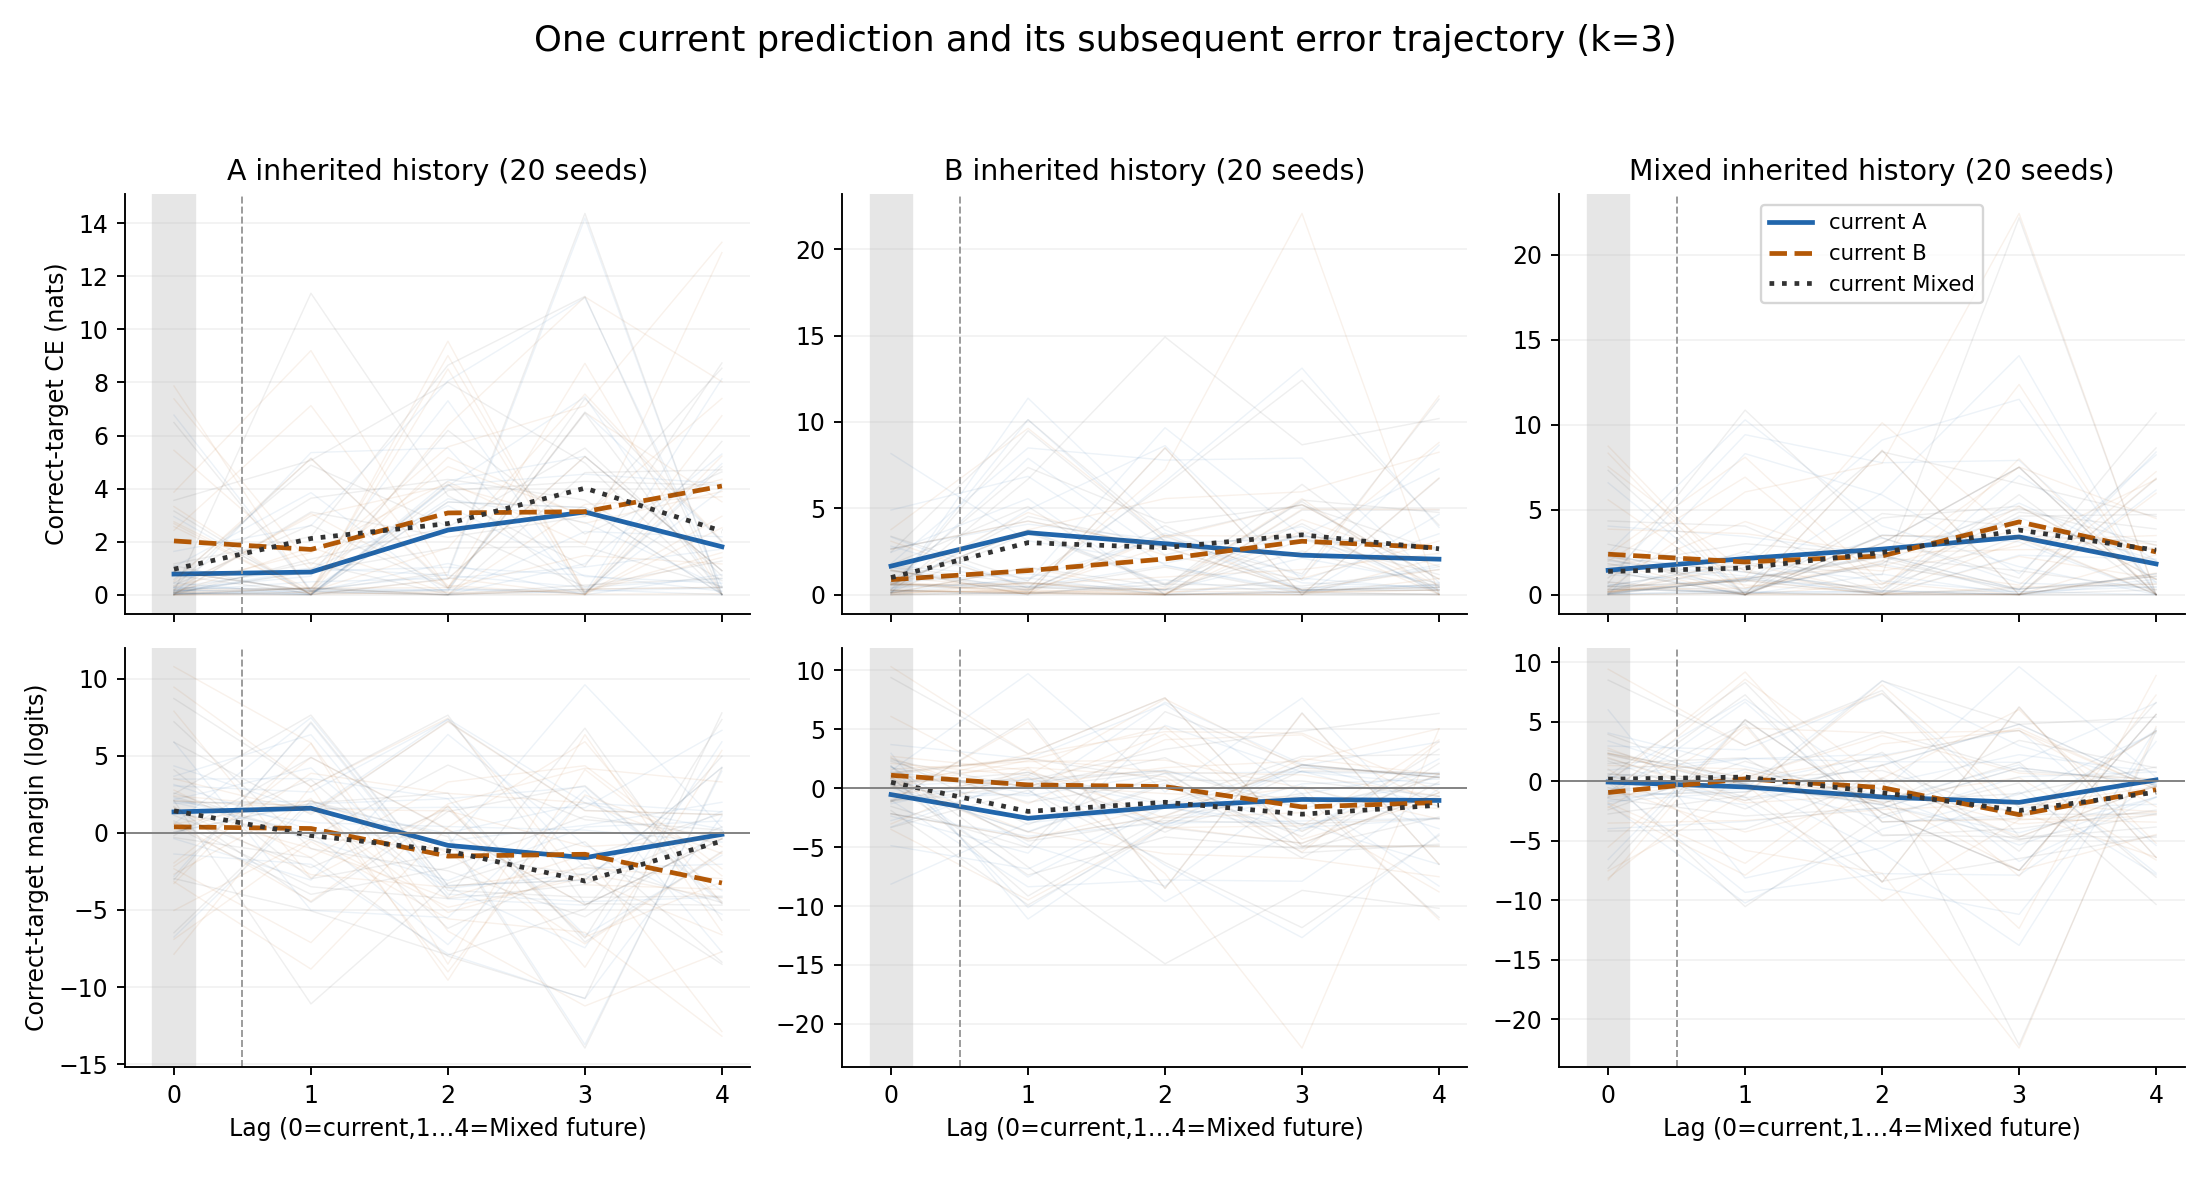 One current prediction and its subsequent error trajectory (k=3)
A inherited history (20 seeds)
B inherited history (20 seeds)
Mixed inherited history (20 seeds)
Correct-target CE (nats)
14
12
10
8
6
4
2
0
20
15
10
5
0
20
15
10
5
0
current A
current B
current Mixed
Correct-target margin (logits)
10
5
0
−5
−10
−15
10
5
0
−5
−10
−15
−20
10
5
0
−5
−10
−15
−20
0 1 2 3 4
0 1 2 3 4
0 1 2 3 4
Lag (0=current,1...4=Mixed future)
Lag (0=current,1...4=Mixed future)
Lag (0=current,1...4=Mixed future)